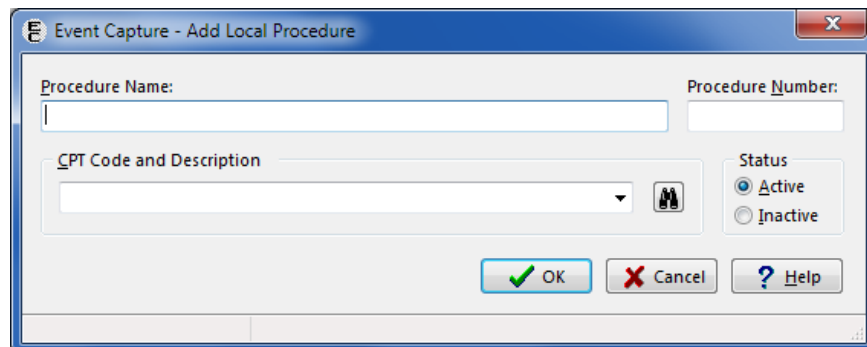 EC Event Capture - Add Local Procedure
Procedure Name: Procedure Number:
CPT Code and Description Status
Active
Inactive
OK Cancel ? Help